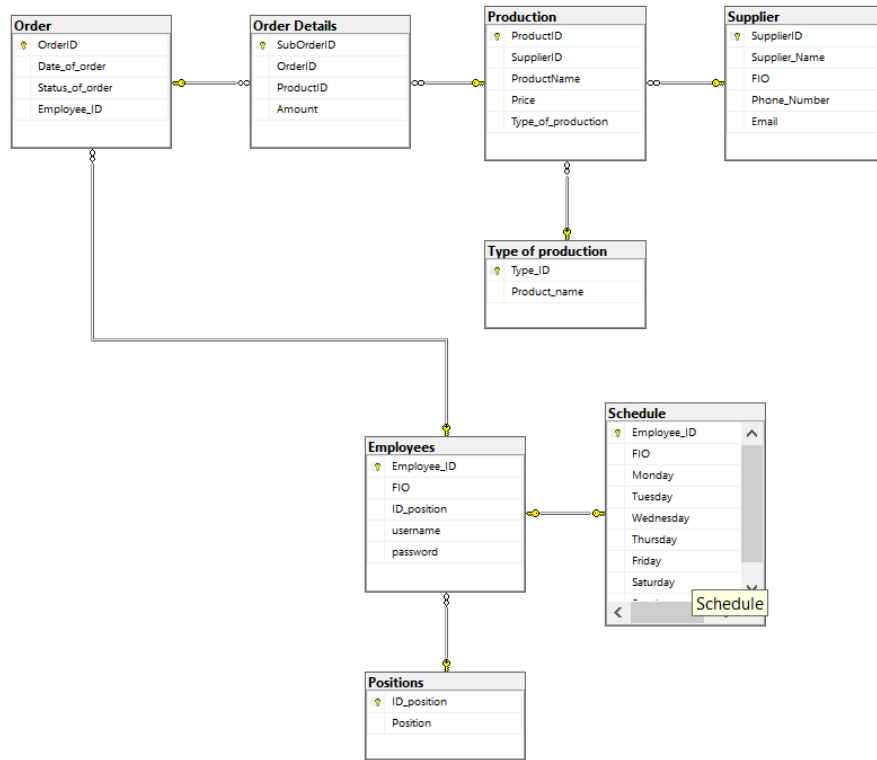 Order
OrderID
Date_of_order
Status_of_order
Employee_ID
Order Details
SubOrderID
OrderID
ProductID
Amount
Production
ProductID
SupplierID
ProductName
Price
Type_of_production
Supplier
SupplierID
Supplier_Name
FIO
Phone_Number
Email
Type of production
Type_ID
Product_name
Employees
Employee_ID
FIO
ID_position
username
password
Schedule
Employee_ID
FIO
Monday
Tuesday
Wednesday
Thursday
Friday
Saturday
Schedule
Positions
ID_position
Position